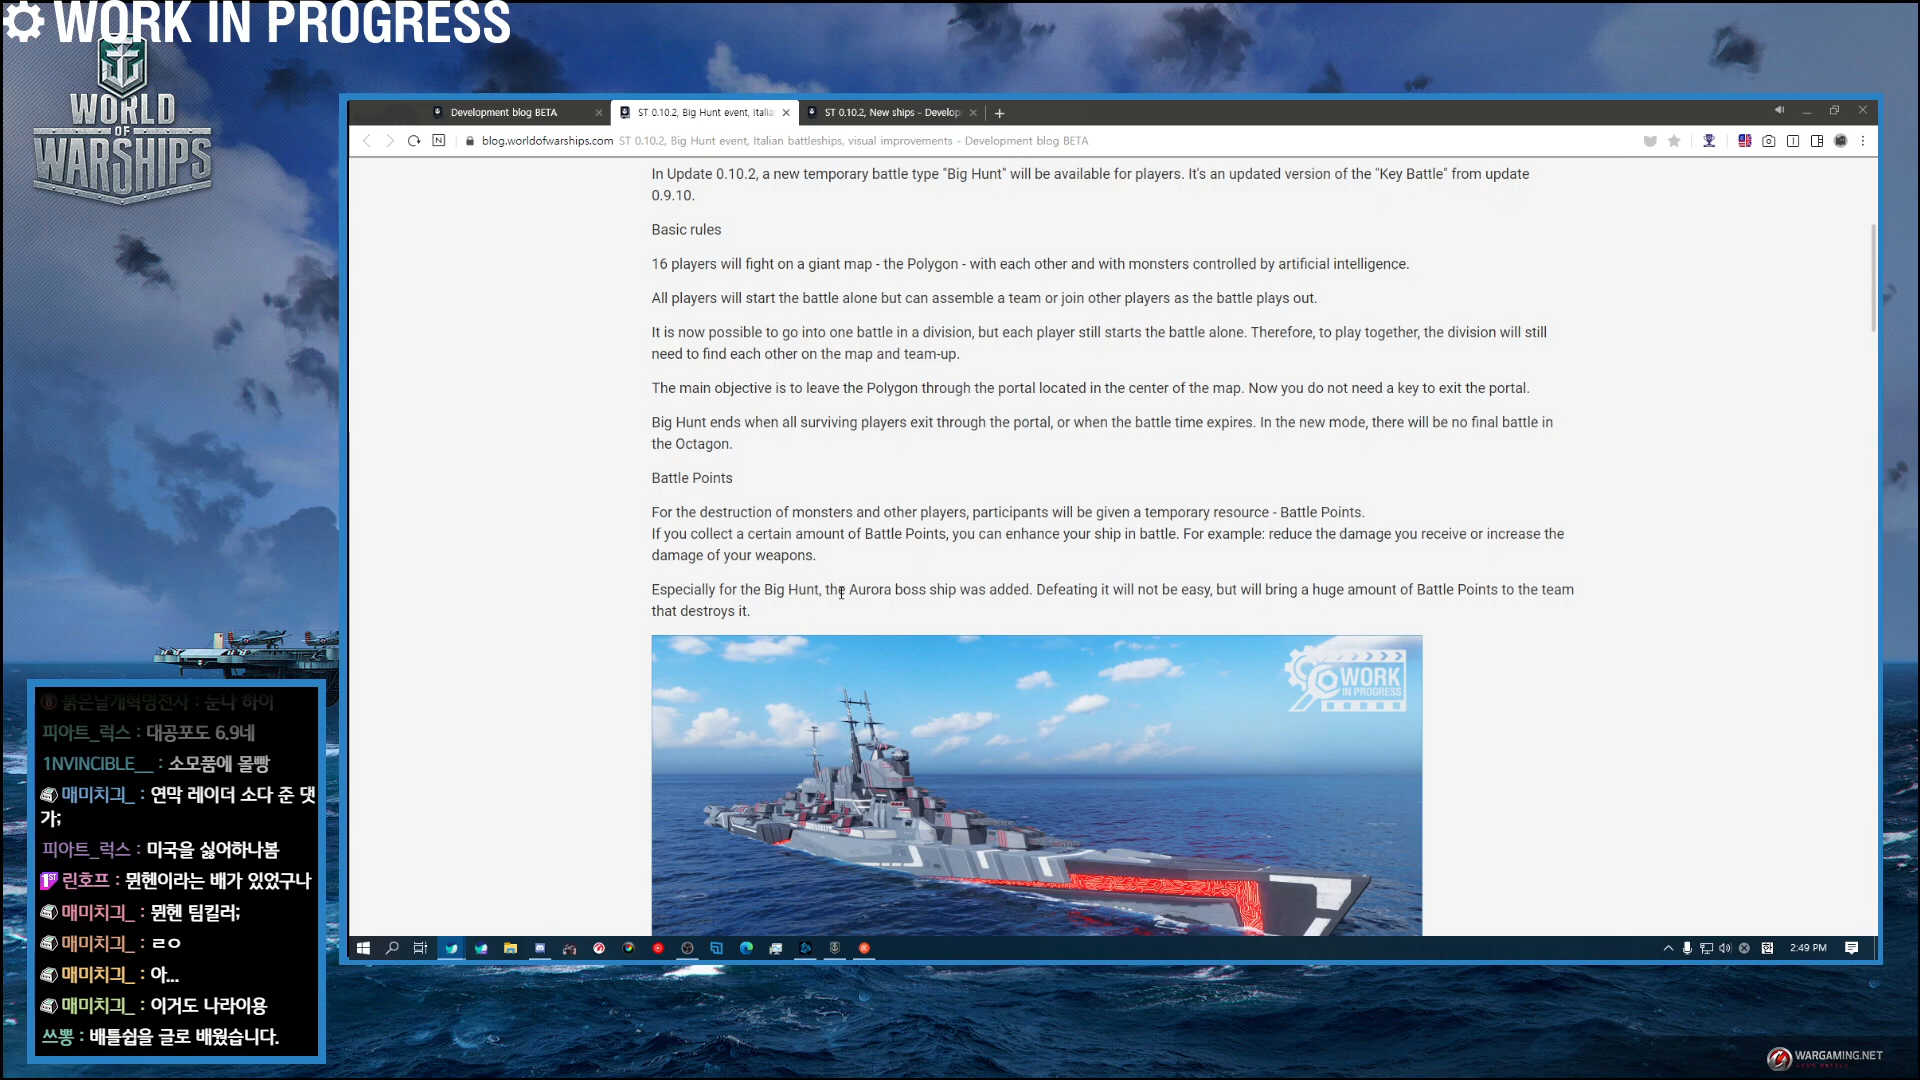 WORK IN PROGRESS
WORLD
OF
WARSHIPS
Development blog BETA
ST 0.10.2, Big Hunt event, Italia
ST 0.10.2, New ships - Develop
blog.worldofwarships.com ST 0.10.2, Big Hunt event, Italian battleships, visual improvements - Development blog BETA
In Update 0.10.2, a new temporary battle type "Big Hunt" will be available for players. It's an updated version of the "Key Battle" from update
0.9.10.
Basic rules
16 players will fight on a giant map - the Polygon - with each other and with monsters controlled by artificial intelligence.
All players will start the battle alone but can assemble a team or join other players as the battle plays out.
It is now possible to go into one battle in a division, but each player still starts the battle alone. Therefore, to play together, the division will still
need to find each other on the map and team-up.
The main objective is to leave the Polygon through the portal located in the center of the map. Now you do not need a key to exit the portal.
Big Hunt ends when all surviving players exit through the portal, or when the battle time expires. In the new mode, there will be no final battle in
the Octagon.
Battle Points
For the destruction of monsters and other players, participants will be given a temporary resource - Battle Points.
If you collect a certain amount of Battle Points, you can enhance your ship in battle. For example: reduce the damage you receive or increase the
damage of your weapons.
Especially for the Big Hunt, the Aurora boss ship was added. Defeating it will not be easy, but will bring a huge amount of Battle Points to the team
that destroys it.
WORK
IN PROGRESS
붉은날개혁명전사 : 눈나 하이
피아트_럭스 : 대공포도 6.9네
1NVINCIBLE__ : 소모품에 몰빵
매미치긔_ : 연막 레이더 소다 준 댓
가;
피아트_럭스 : 미국을 싫어하나봄
1ST 린호프 : 뮌헨이라는 배가 있었구나
매미치긔_ : 뮌헨 팀킬러;
매미치긔_ : ㄹㅇ
매미치긔_ : 아...
매미치긔_ : 이거도 나라이용
쓰뽕 : 배틀쉽을 글로 배웠습니다.
2:49 PM
WARGAMING.NET